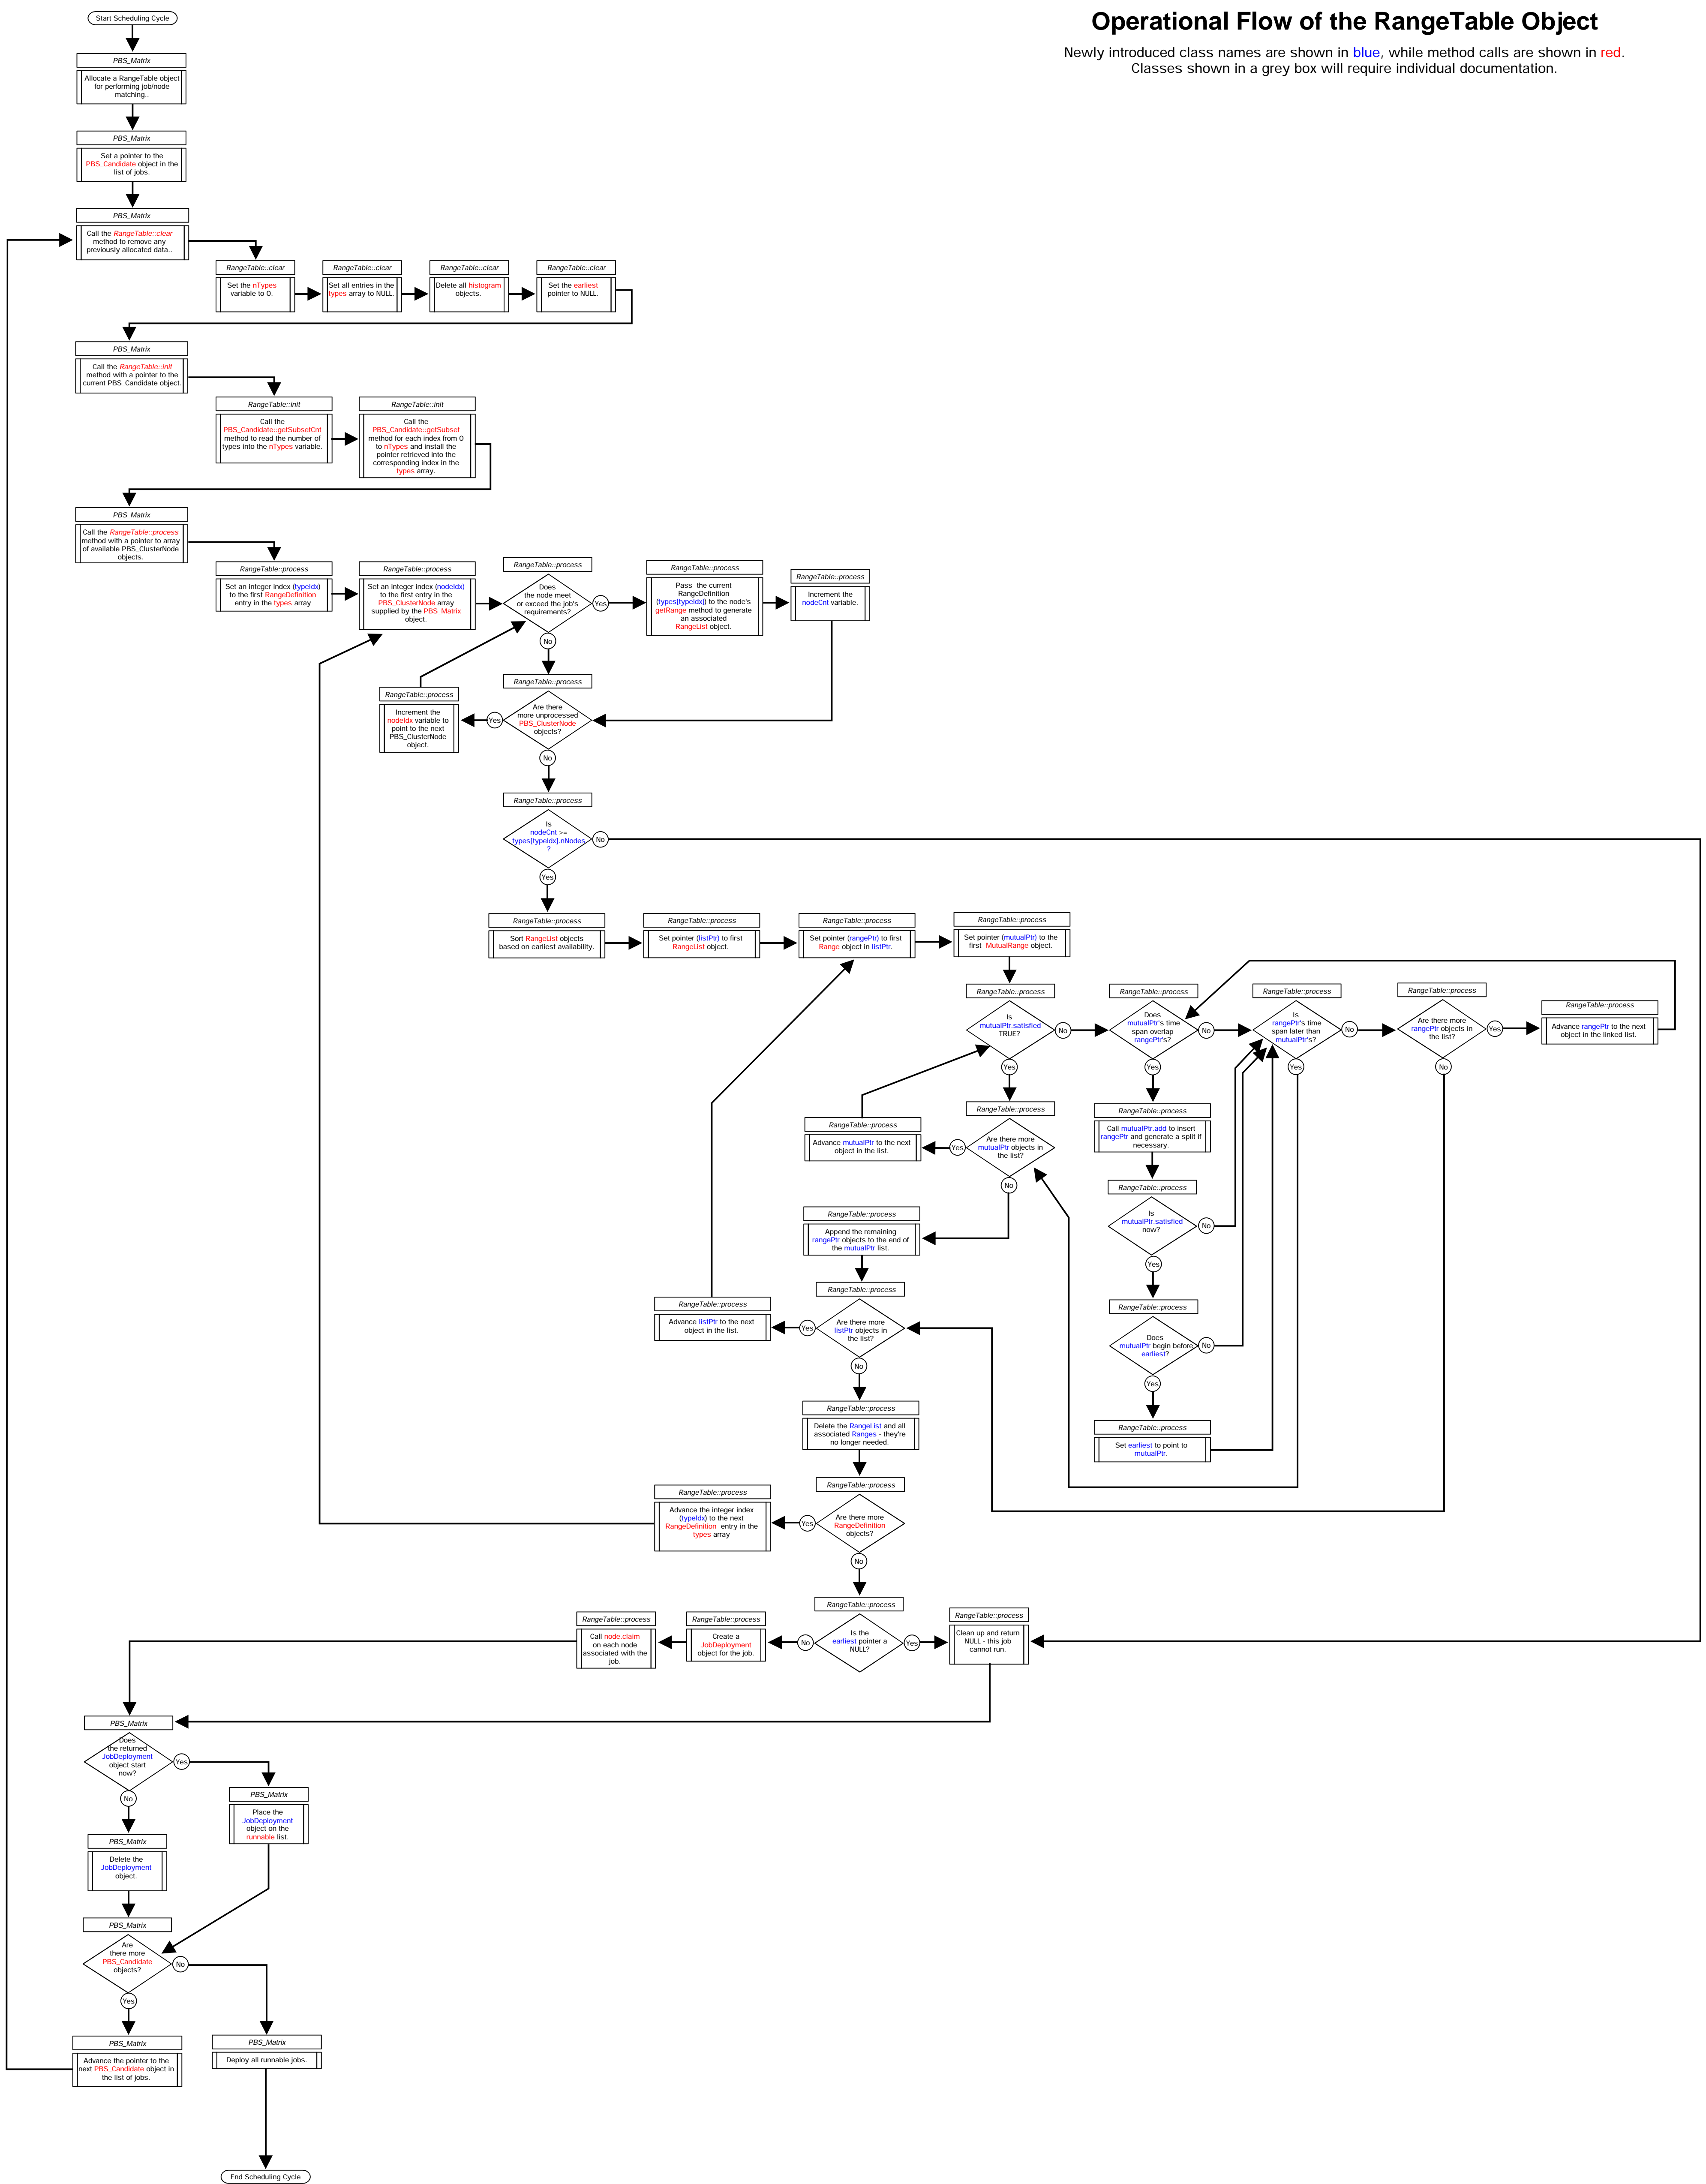 Operational Flow of the RangeTable Object
Newly introduced class names are shown in blue, while method calls are shown in red.
Classes shown in a grey box will require individual documentation.
Start Scheduling Cycle
PBS_Matrix
Allocate a RangeTable object
for performing job/node
matching..
PBS_Matrix
Set a pointer to the
PBS_Candidate object in the
list of jobs.
PBS_Matrix
Call the RangeTable::clear
method to remove any
previously allocated data..
RangeTable::clear
Set the nTypes
variable to 0.
RangeTable::clear
Set all entries in the
types array to NULL.
RangeTable::clear
Delete all histogram
objects.
RangeTable::clear
Set the earliest
pointer to NULL.
PBS_Matrix
Call the RangeTable::init
method with a pointer to the
current PBS_Candidate object.
RangeTable::init
Call the
PBS_Candidate::getSubsetCnt
method to read the number of
types into the nTypes variable.
RangeTable::init
Call the
PBS_Candidate::getSubset
method for each index from 0
to nTypes and install the
pointer retrieved into the
corresponding index in the
types array.
PBS_Matrix
Call the RangeTable::process
method with a pointer to array
of available PBS_ClusterNode
objects.
RangeTable::process
Set an integer index (typeIdx)
to the first RangeDefinition
entry in the types array
RangeTable::process
Set an integer index (nodeIdx)
to the first entry in the
PBS_ClusterNode array
supplied by the PBS_Matrix
object.
RangeTable::process
Does
the node meet
or exceed the job's
requirements?
Yes
No
RangeTable::process
Pass the current
RangeDefinition
(types[typeIdx]) to the node's
getRange method to generate
an associated
RangeList object.
RangeTable::process
Increment the
nodeCnt variable.
RangeTable::process
Increment the
nodeIdx variable to
point to the next
PBS_ClusterNode
object.
RangeTable::process
Are there
more unprocessed
PBS_ClusterNode
objects?
Yes
No
RangeTable::process
Is
nodeCnt >=
types[typeIdx].nNodes
?
No
Yes
RangeTable::process
Sort RangeList objects
based on earliest availability.
RangeTable::process
Set pointer (listPtr) to first
RangeList object.
RangeTable::process
Set pointer (rangePtr) to first
Range object in listPtr.
RangeTable::process
Set pointer (mutualPtr) to the
first MutualRange object.
RangeTable::process
Is
mutualPtr.satisfied
TRUE?
No
Yes
RangeTable::process
Does
mutualPtr's time
span overlap
rangePtr's?
No
Yes
RangeTable::process
Is
rangePtr's time
span later than
mutualPtr's?
No
Yes
RangeTable::process
Are there more
rangePtr objects in
the list?
Yes
No
RangeTable::process
Advance rangePtr to the next
object in the linked list.
RangeTable::process
Advance mutualPtr to the next
object in the list.
RangeTable::process
Are there more
mutualPtr objects in
the list?
Yes
No
RangeTable::process
Call mutualPtr.add to insert
rangePtr and generate a split if
necessary.
RangeTable::process
Is
mutualPtr.satisfied
now?
No
Yes
RangeTable::process
Append the remaining
rangePtr objects to the end of
the mutualPtr list.
RangeTable::process
Advance listPtr to the next
object in the list.
RangeTable::process
Are there more
listPtr objects in
the list?
Yes
No
RangeTable::process
Does
mutualPtr begin before
earliest?
No
Yes
RangeTable::process
Set earliest to point to
mutualPtr.
RangeTable::process
Delete the RangeList and all
associated Ranges - they're
no longer needed.
RangeTable::process
Advance the integer index
(typeIdx) to the next
RangeDefinition entry in the
types array
RangeTable::process
Are there more
RangeDefinition
objects?
Yes
No
RangeTable::process
Call node.claim
on each node
associated with the
job.
RangeTable::process
Create a
JobDeployment
object for the job.
RangeTable::process
Is the
earliest pointer a
NULL?
No
Yes
RangeTable::process
Clean up and return
NULL - this job
cannot run.
PBS_Matrix
Does
the returned
JobDeployment
object start
now?
Yes
No
PBS_Matrix
Place the
JobDeployment
object on the
runnable list.
PBS_Matrix
Delete the
JobDeployment
object.
PBS_Matrix
Are
there more
PBS_Candidate
objects?
No
Yes
PBS_Matrix
Advance the pointer to the
next PBS_Candidate object in
the list of jobs.
PBS_Matrix
Deploy all runnable jobs.
End Scheduling Cycle